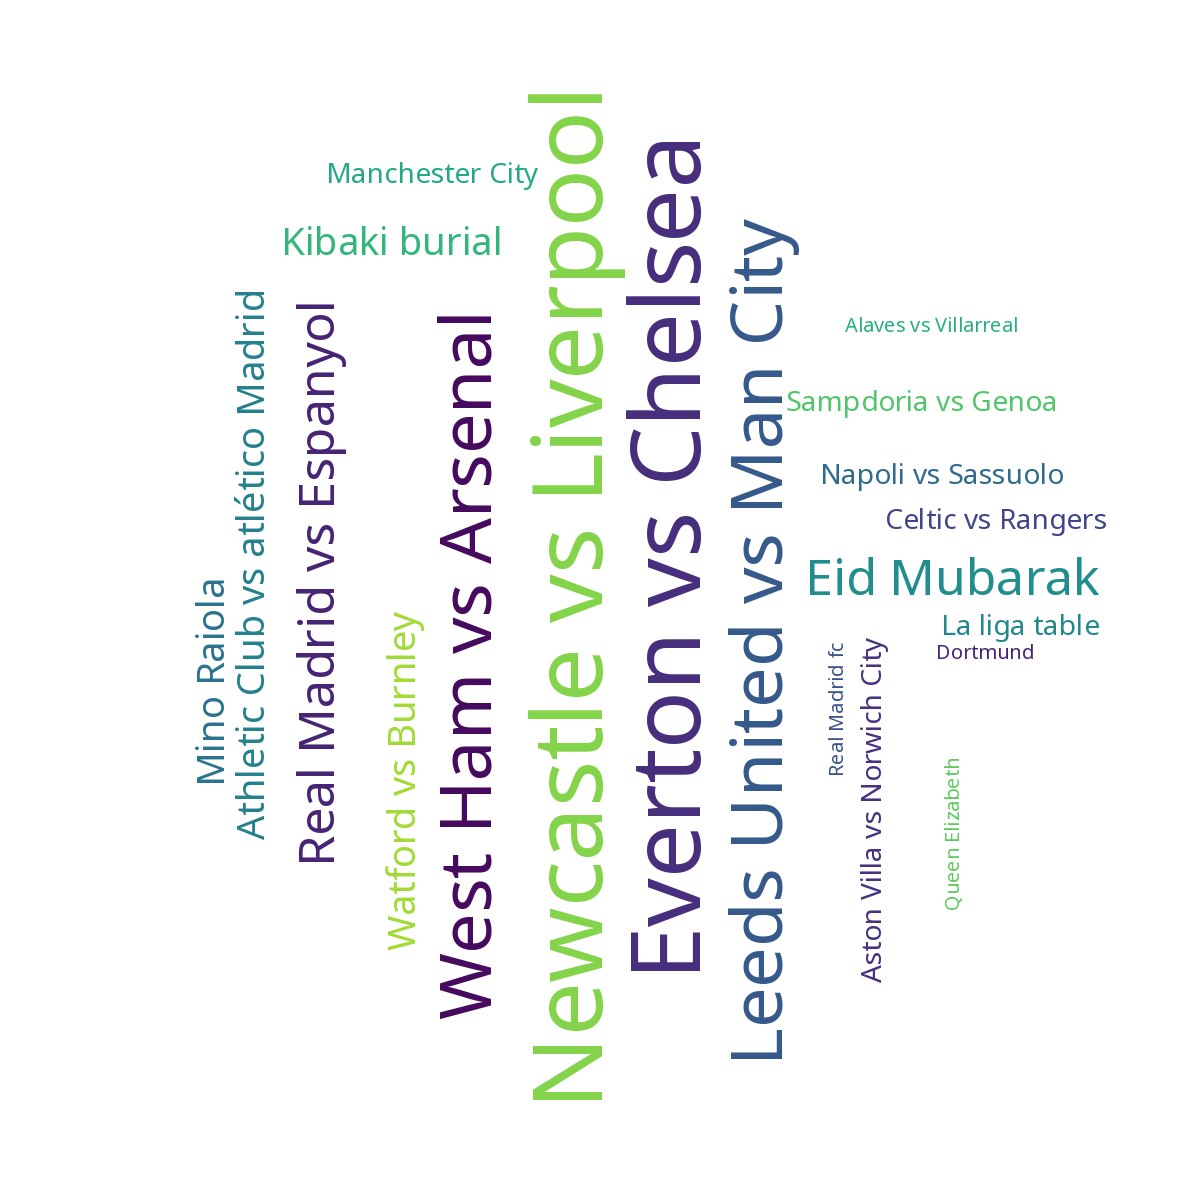 Manchester City
Kibaki burial
Mino Raiola
Athletic Club vs atlético Madrid
Real Madrid vs Espanyol
Watford vs Burnley
West Ham vs Arsenal
Newcastle vs Liverpool
Everton vs Chelsea
Leeds United vs Man City
Alaves vs Villarreal
Sampdoria vs Genoa
Napoli vs Sassuolo
Celtic vs Rangers
Eid Mubarak
La liga table
Dortmund
Real Madrid fc
Aston Villa vs Norwich City
Queen Elizabeth